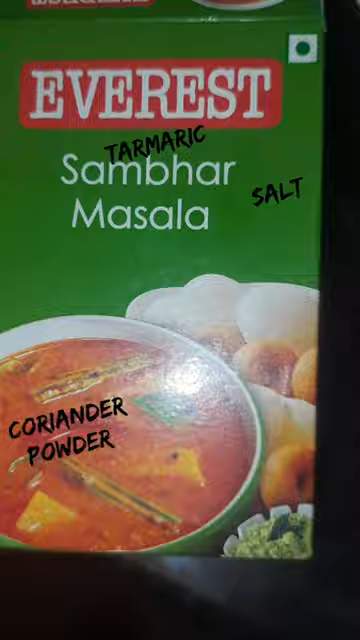 EVEREST
TARMARIC
Sambhar
SALT
Masala
CORIANDER
POWDER